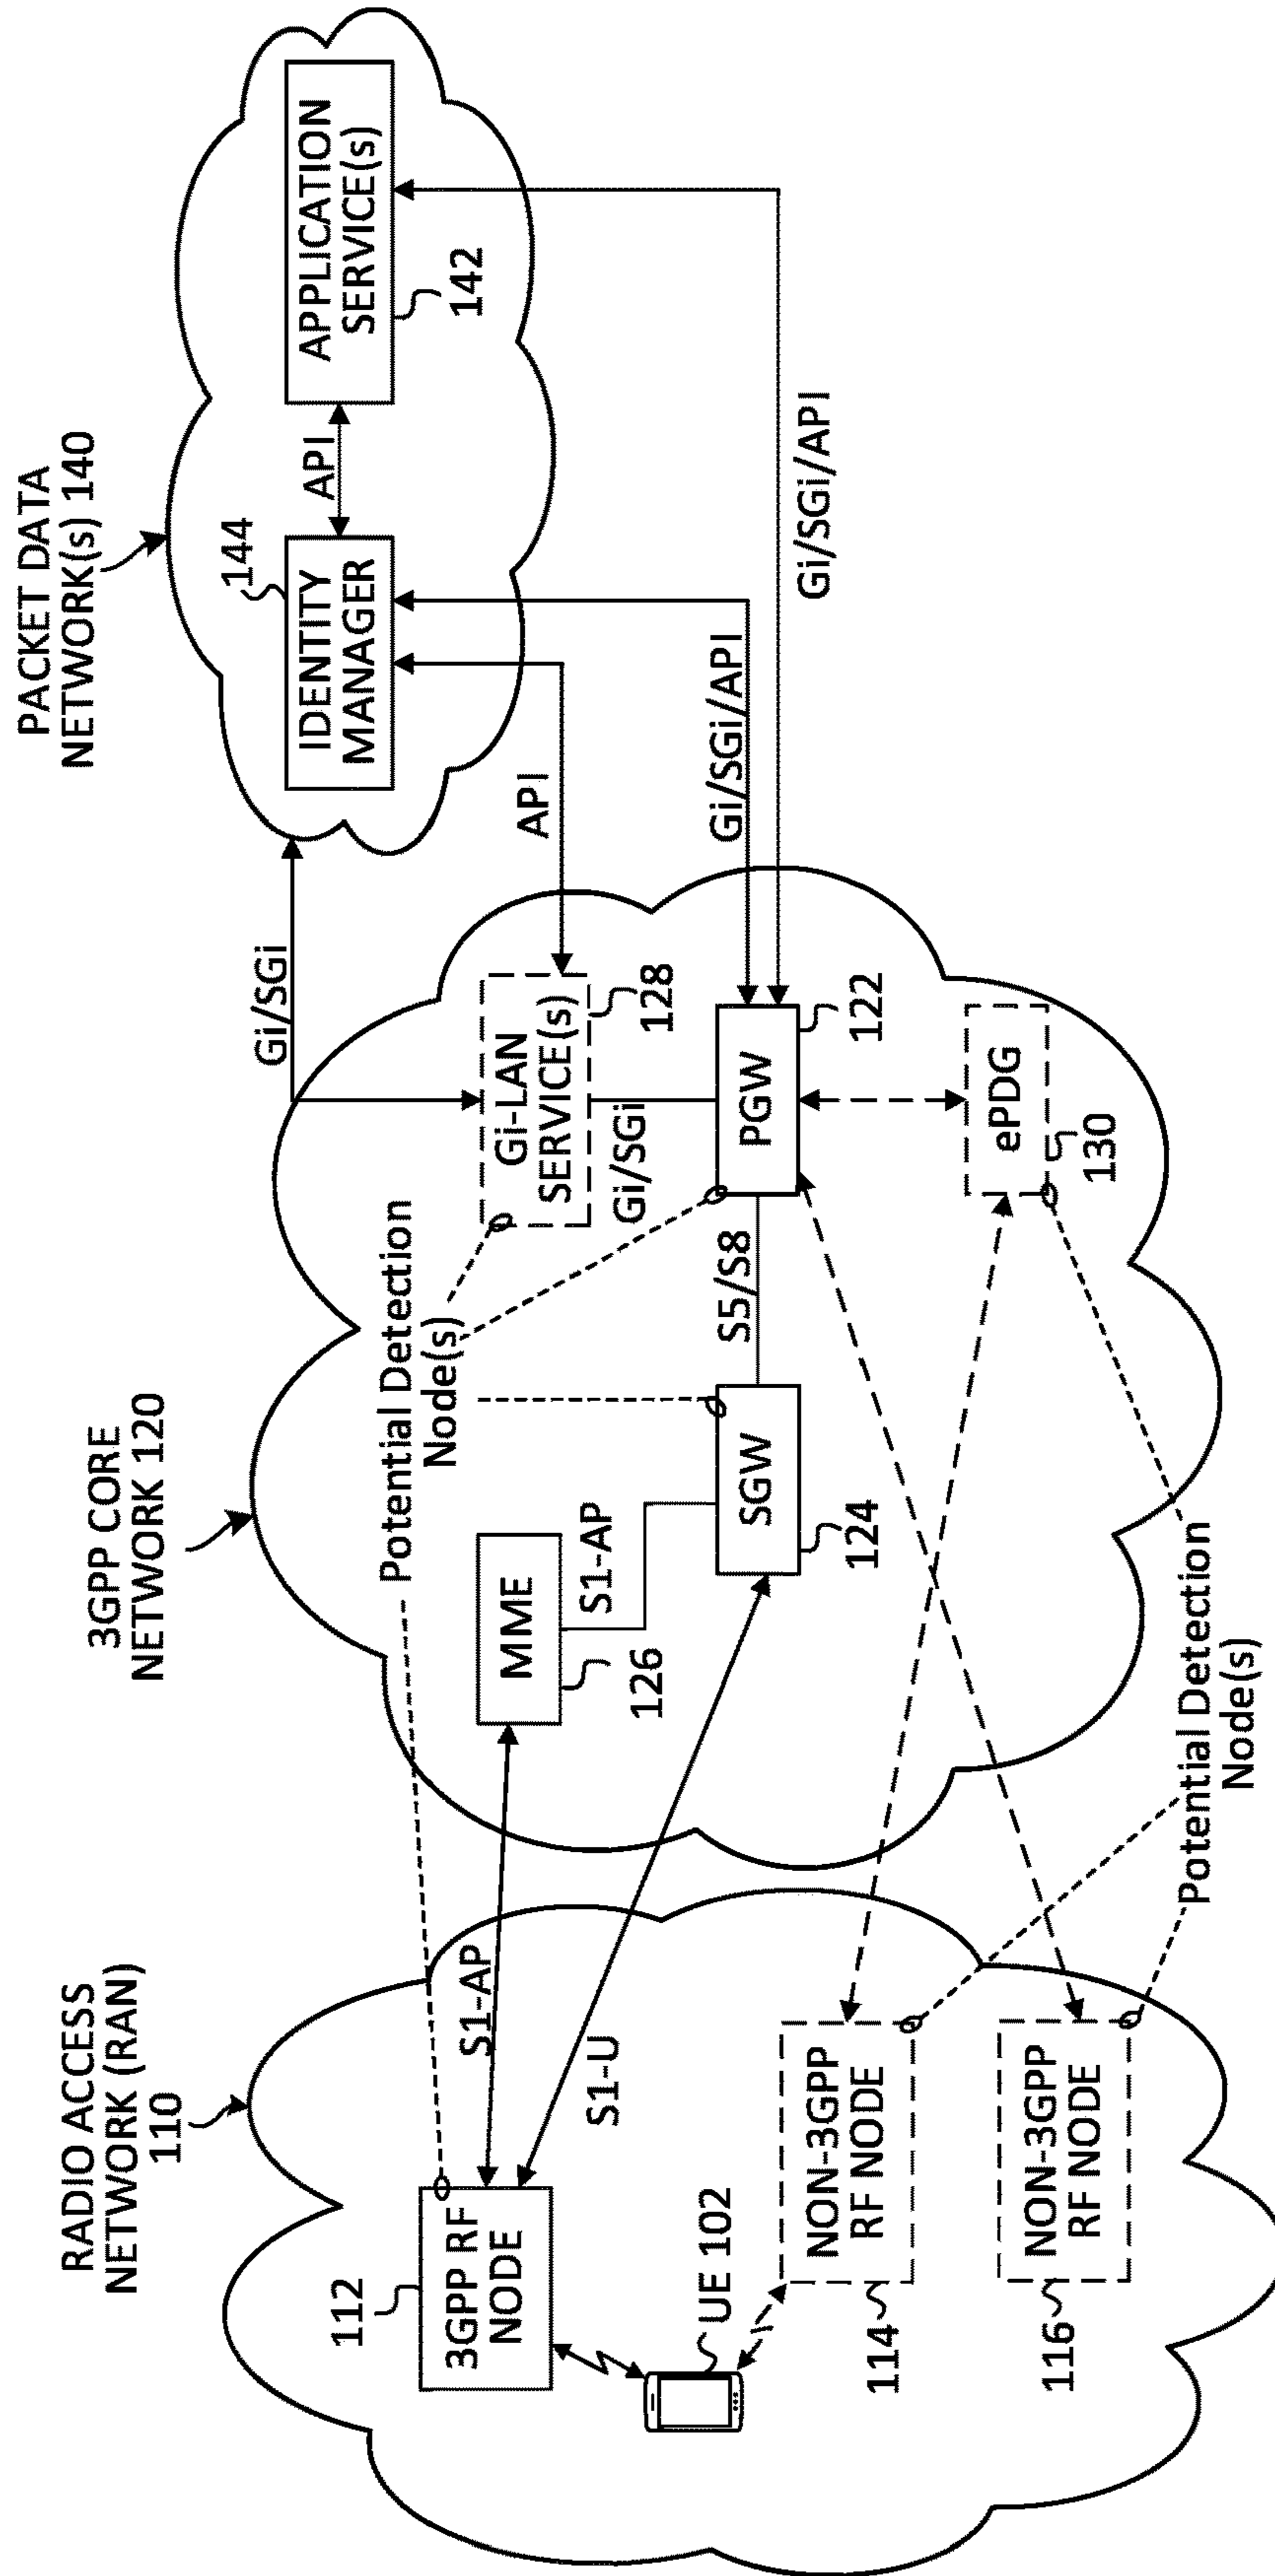 RADIO ACCESS
NETWORK (RAN)
110
3GPP CORE
NETWORK 120
PACKET DATA
NETWORK(s) 140
112
3GPP RF
NODE
UE 102
NON-3GPP
RF NODE
114
NON-3GPP
RF NODE
116
S1-AP
S1-U
Potential Detection
Node(s)
MME
126
S1-AP
SGW
124
S5/S8
Gi-LAN
SERVICE(s)
128
Gi/SGi
PGW
122
ePDG
130
Potential Detection
Node(s)
Gi/SGi
API
Gi/SGi/API
Gi/SGi/API
144
IDENTITY
MANAGER
API
APPLICATION
SERVICE(s)
142